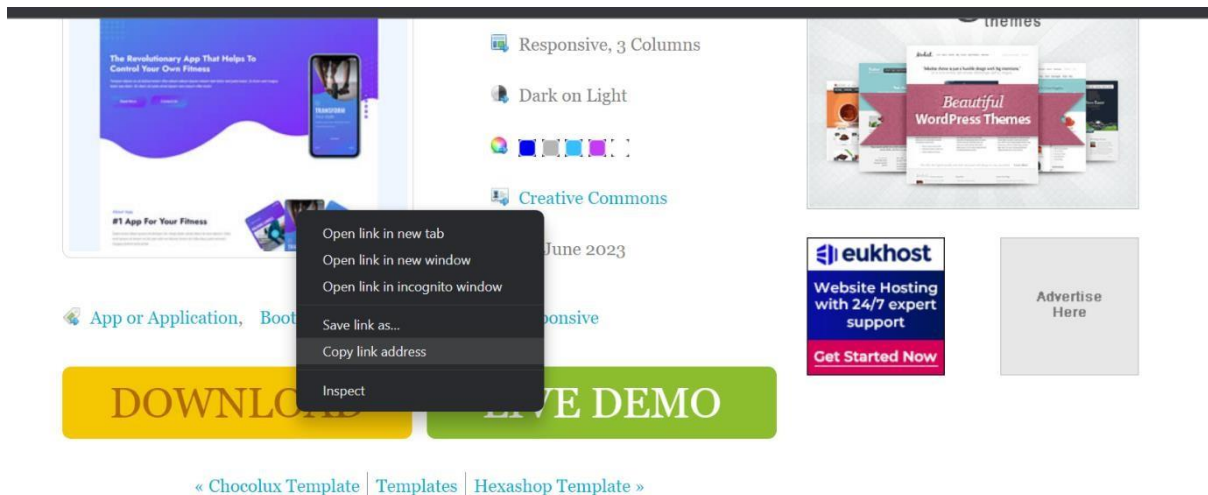 The Revolutionary App That Helps To
Control Your Own Fitness
TRANSFORM
#1 App For Your Fitness
Responsive, 3 Columns
Dark on Light
Creative Commons
June 2023
App or Application, Boot
ponsive
Open link in new tab
Open link in new window
Open link in incognito window
Save link as...
Copy link address
Inspect
DOWNLOAD
LIVE DEMO
« Chocolux Template | Templates | Hexashop Template »
themes
Beautiful
WordPress Themes
eukhost
Website Hosting
with 24/7 expert
support
Get Started Now
Advertise
Here